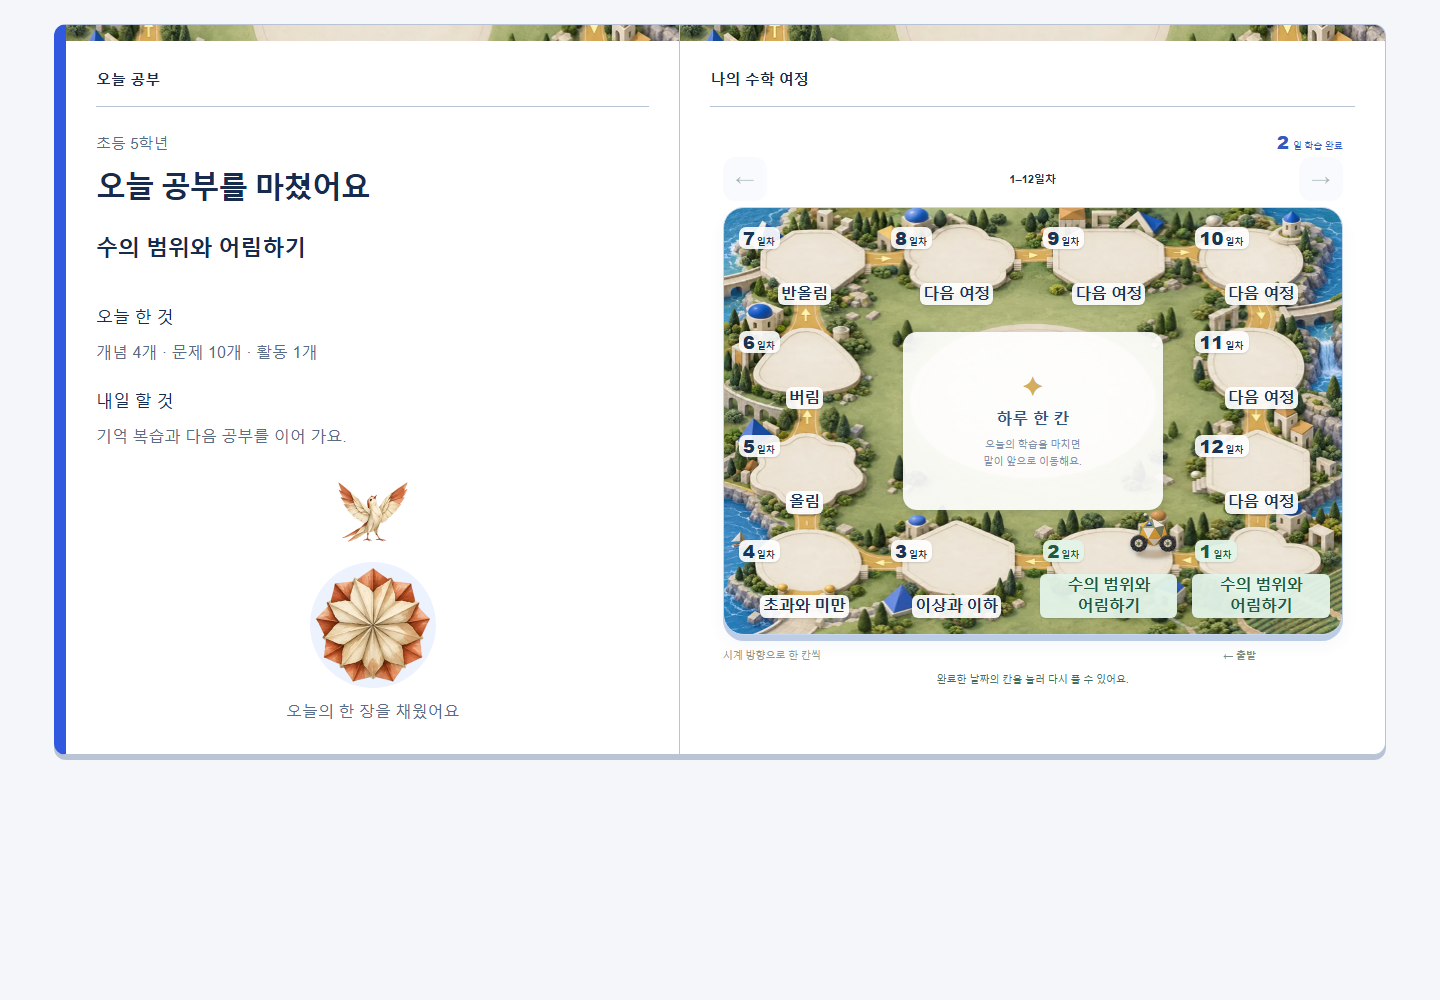 오늘 공부
초등 5학년
오늘 공부를 마쳤어요
수의 범위와 어림하기
오늘 한 것
개념 4개 · 문제 10개 · 활동 1개
내일 할 것
기억 복습과 다음 공부를 이어 가요.
오늘의 한 장을 채웠어요
나의 수학 여정
2 일 학습 완료
←
1–12일차
→
7 일차
반올림
8 일차
다음 여정
9 일차
다음 여정
10 일차
다음 여정
6 일차
버림
11 일차
다음 여정
하루 한 칸
오늘의 학습을 마치면
말이 앞으로 이동해요.
5 일차
올림
12 일차
다음 여정
4 일차
초과와 미만
3 일차
이상과 이하
2 일차
수의 범위와
어림하기
1 일차
수의 범위와
어림하기
시계 방향으로 한 칸씩
← 출발
완료한 날짜의 칸을 눌러 다시 풀 수 있어요.